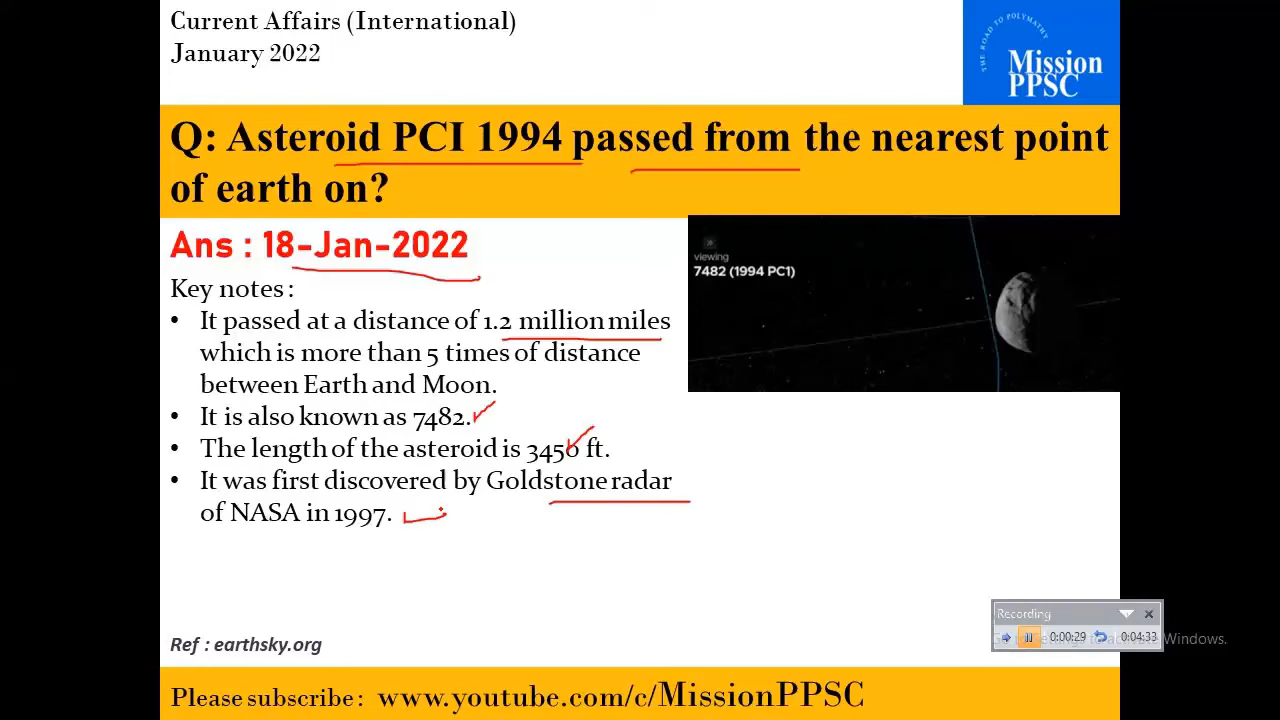 Current Affairs (International)
January 2022
THE ROAD TO POLYMATHY
Mission
PPSC
Q: Asteroid PCI 1994 passed from the nearest point
of earth on?
Ans : 18-Jan-2022
Key notes :
• It passed at a distance of 1.2 million miles
which is more than 5 times of distance
between Earth and Moon.
• It is also known as 7482.
• The length of the asteroid is 3450 ft.
• It was first discovered by Goldstone radar
of NASA in 1997.
viewing
7482 (1994 PC1)
Recording
0:00:29
0:04:33
Go to Settings to activate Windows.
Ref : earthsky.org
Please subscribe : www.youtube.com/c/MissionPPSC